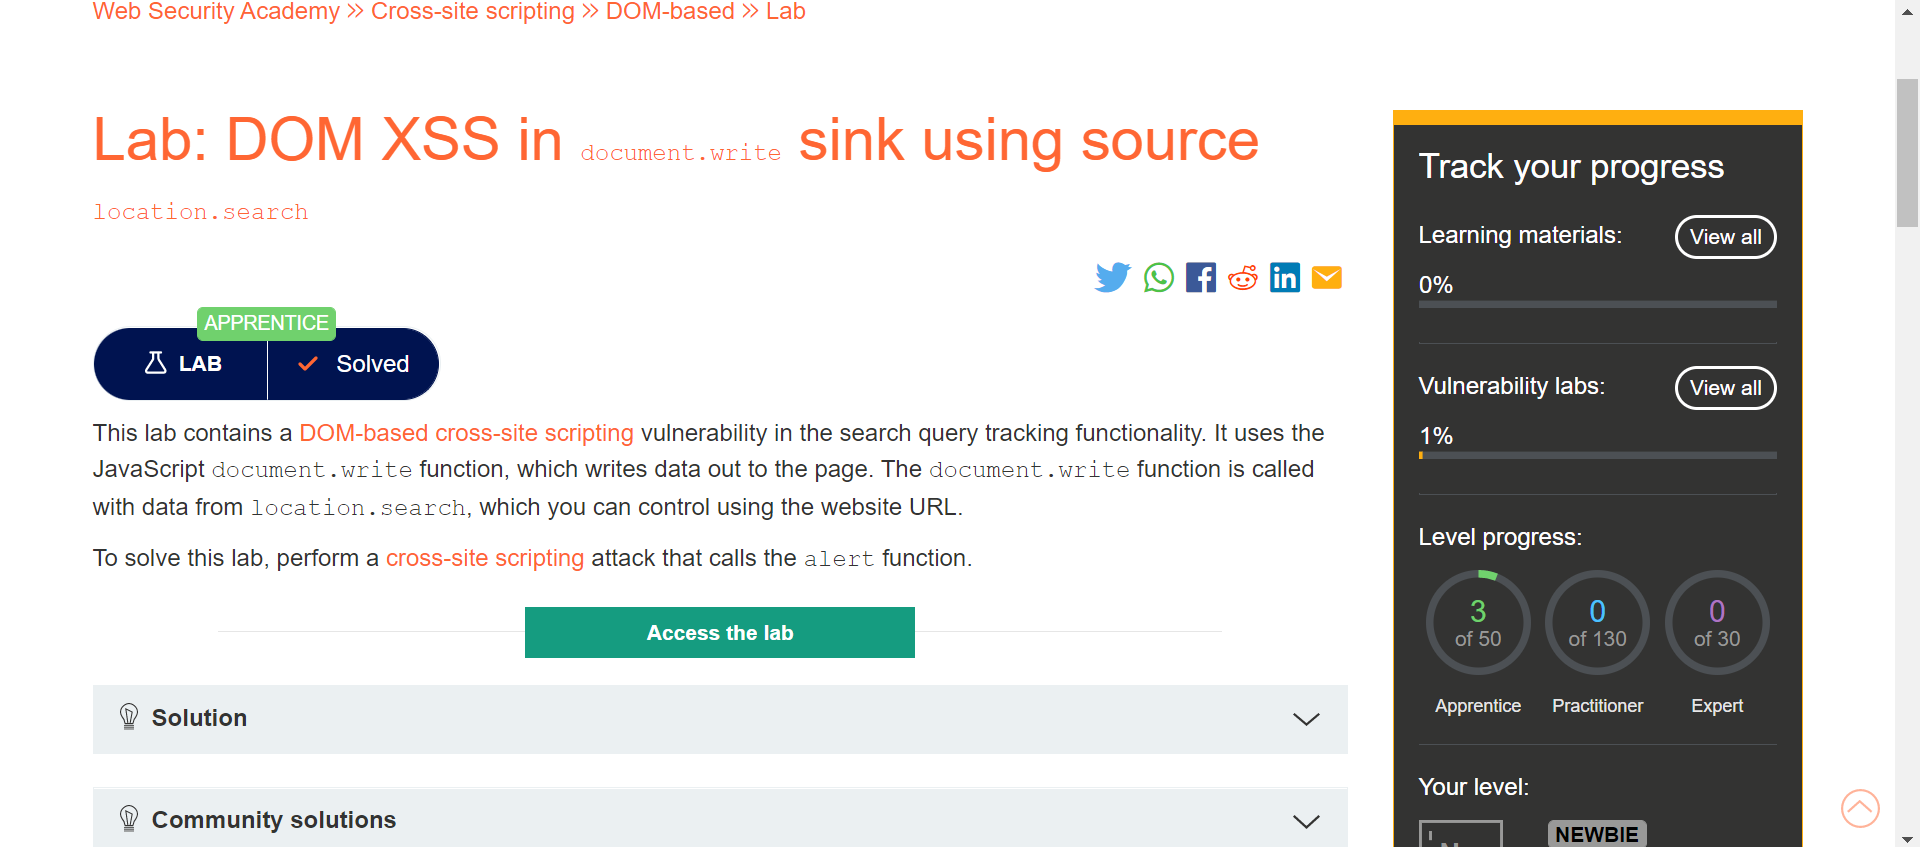 Web Security Academy >> Cross-site scripting >> DOM-based >> Lab
Lab: DOM XSS in document.write sink using source
location.search
APPRENTICE
LAB Solved
This lab contains a DOM-based cross-site scripting vulnerability in the search query tracking functionality. It uses the
JavaScript document.write function, which writes data out to the page. The document.write function is called
with data from location.search, which you can control using the website URL.
To solve this lab, perform a cross-site scripting attack that calls the alert function.
Access the lab
Solution
Community solutions
Track your progress
Learning materials: View all
0%
Vulnerability labs: View all
1%
Level progress:
3 0 0
of 50 of 130 of 30
Apprentice Practitioner Expert
Your level:
NEWBIE